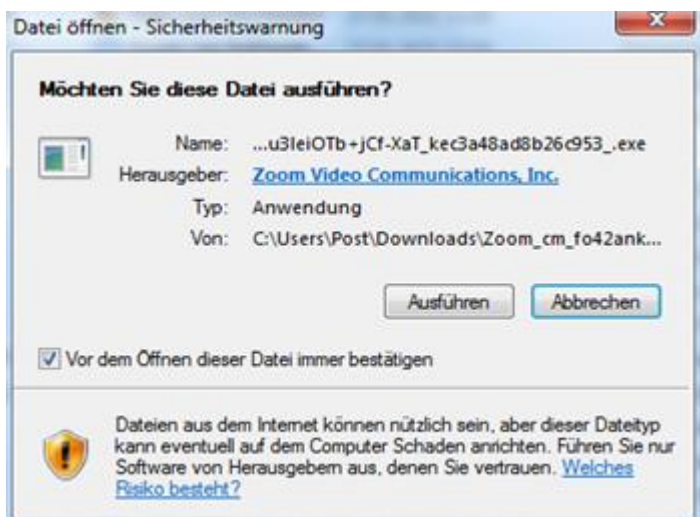 Datei öffnen - Sicherheitswarnung
Möchten Sie diese Datei ausführen?
Name: ...u3IeiOTb+jCf-XaT_kec3a48ad8b26c953_.exe
Herausgeber: Zoom Video Communications, Inc.
Typ: Anwendung
Von: C:\Users\Post\Downloads\Zoom_cm_fo42ank...
Ausführen Abbrechen
Vor dem Öffnen dieser Datei immer bestätigen
Dateien aus dem Internet können nützlich sein, aber dieser Dateityp
kann eventuell auf dem Computer Schaden anrichten. Führen Sie nur
Software von Herausgebern aus, denen Sie vertrauen. Welches
Risiko besteht?